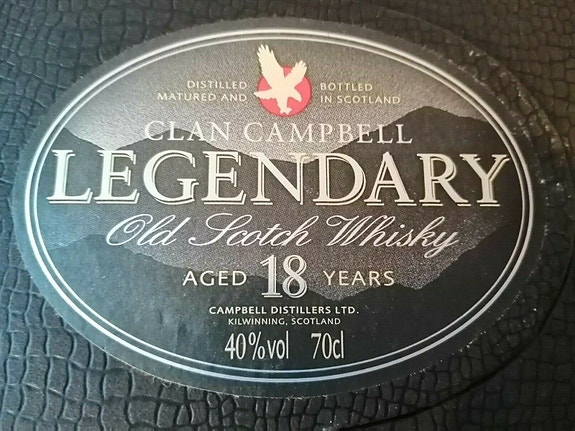 DISTILLED MATURED AND
BOTTLED IN SCOTLAND
CLAN CAMPBELL
LEGENDARY
Old Scotch Whisky
AGED 18 YEARS
CAMPBELL DISTILLERS LTD.
KILWINNING, SCOTLAND
40%vol 70cl